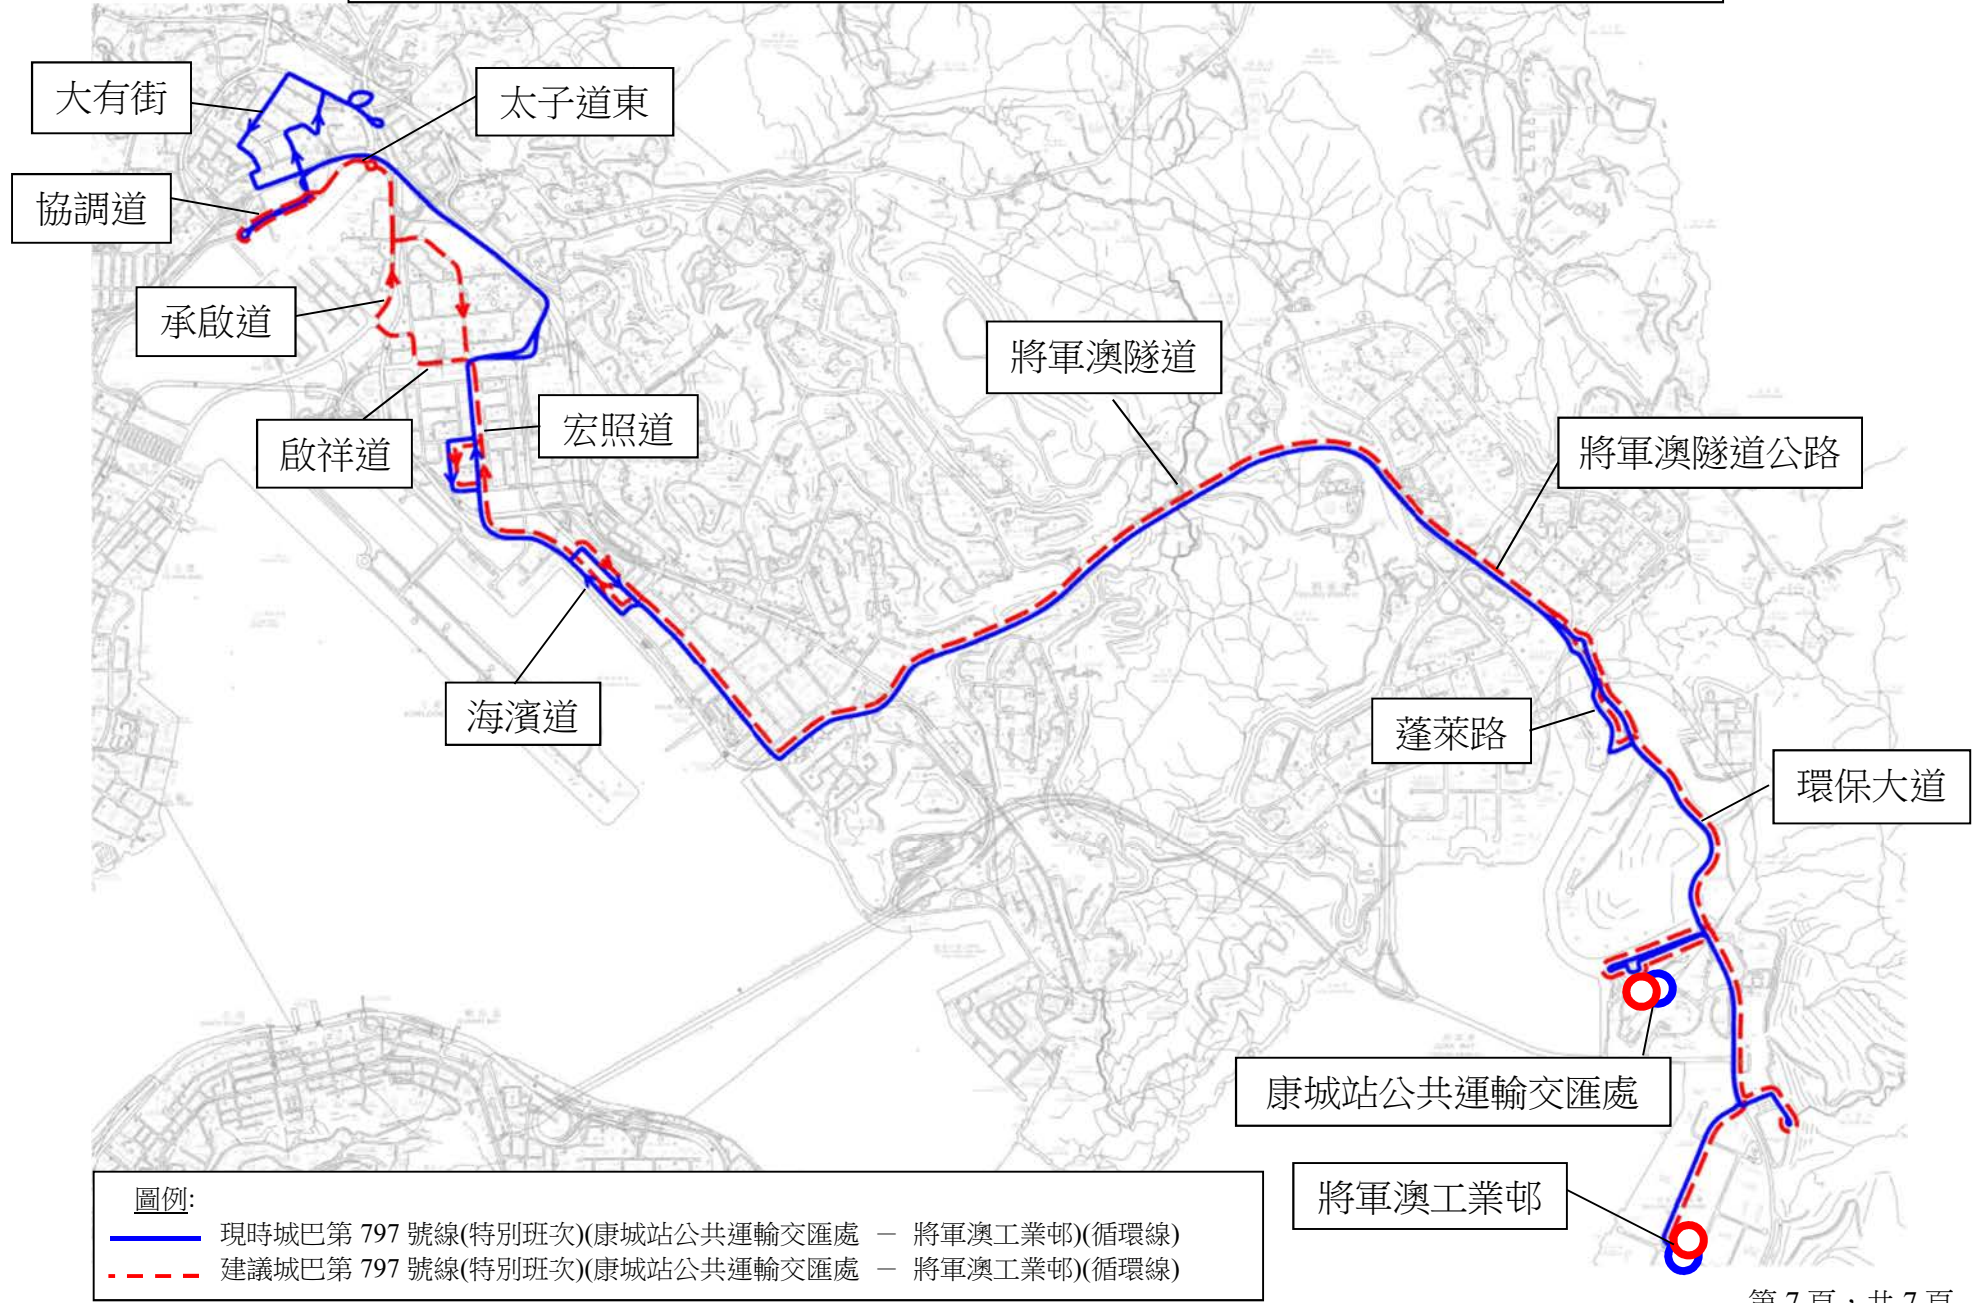 大有街
太子道東
協調道
承啟道
將軍澳隧道
啟祥道
宏照道
將軍澳隧道公路
海濱道
蓬萊路
環保大道
康城站公共運輸交匯處
將軍澳工業邨
圖例:
現時城巴第 797 號線(特別班次)(康城站公共運輸交匯處 – 將軍澳工業邨)(循環線)
建議城巴第 797 號線(特別班次)(康城站公共運輸交匯處 – 將軍澳工業邨)(循環線)
第 7 頁，共 7 頁